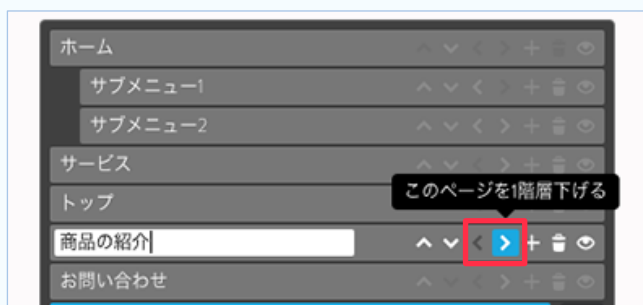 ホーム
サブメニュー1
サブメニュー2
サービス
このページを1階層下げる
トップ
商品の紹介
お問い合わせ